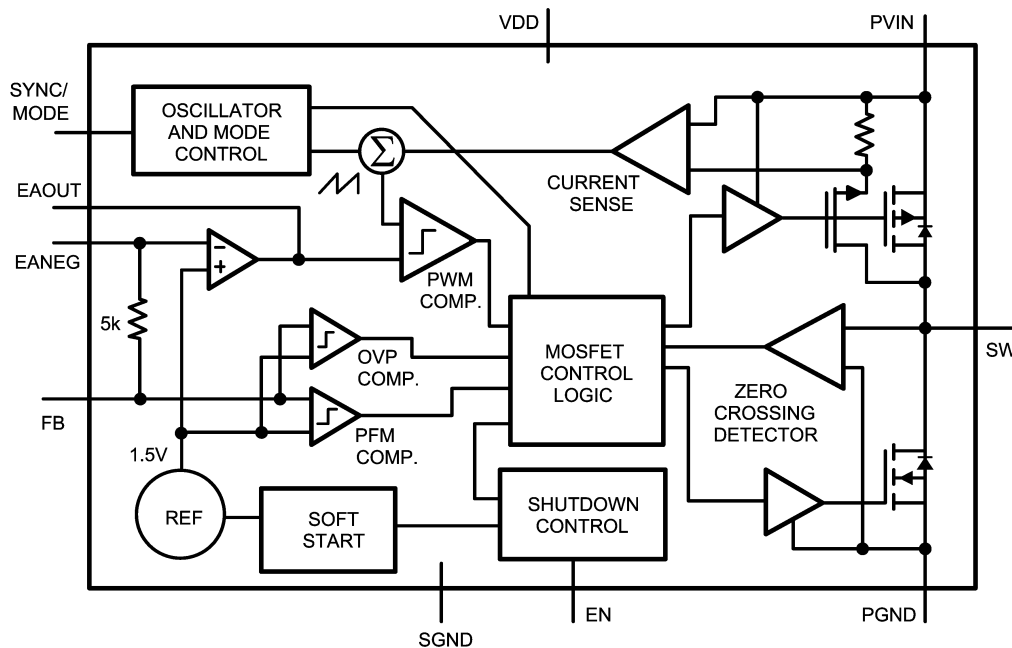 VDD
PVIN
SYNC/
MODE
OSCILLATOR
AND MODE
CONTROL
Σ
CURRENT
SENSE
EAOUT
EANEG
−
+
PWM
COMP.
5k
OVP
COMP.
MOSFET
CONTROL
LOGIC
SW
ZERO
CROSSING
DETECTOR
FB
PFM
COMP.
1.5V
REF
SOFT
START
SHUTDOWN
CONTROL
SGND
EN
PGND